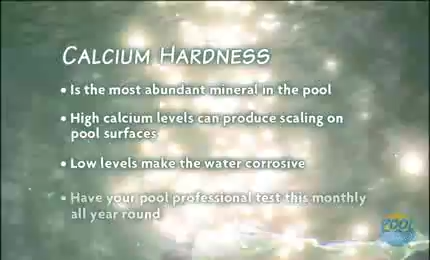 CALCIUM HARDNESS
• Is the most abundant mineral in the pool
• High calcium levels can produce scaling on
pool surfaces
• Low levels make the water corrosive
• Have your pool professional test this monthly
all year round
POOL